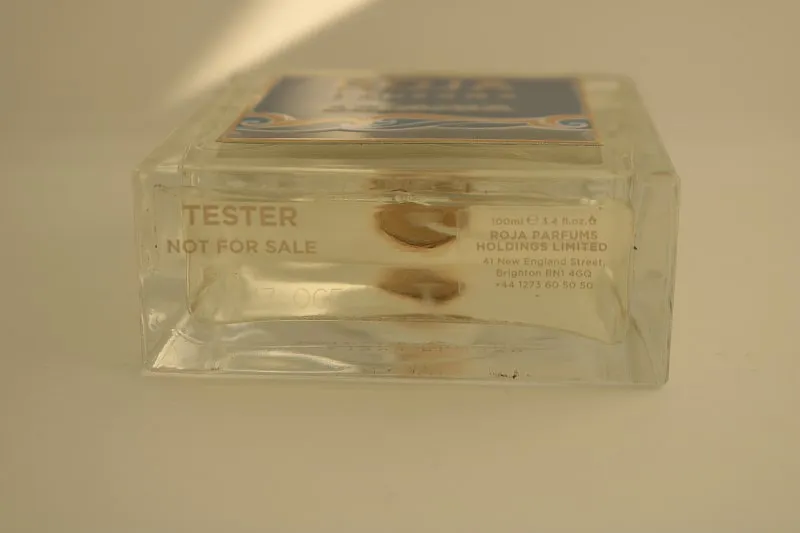 TESTER
NOT FOR SALE
100ml ℮ 3.4 fl.oz.
ROJA PARFUMS
HOLDINGS LIMITED
41 New England Street,
Brighton BN1 4GQ
+44 1273 60 50 50